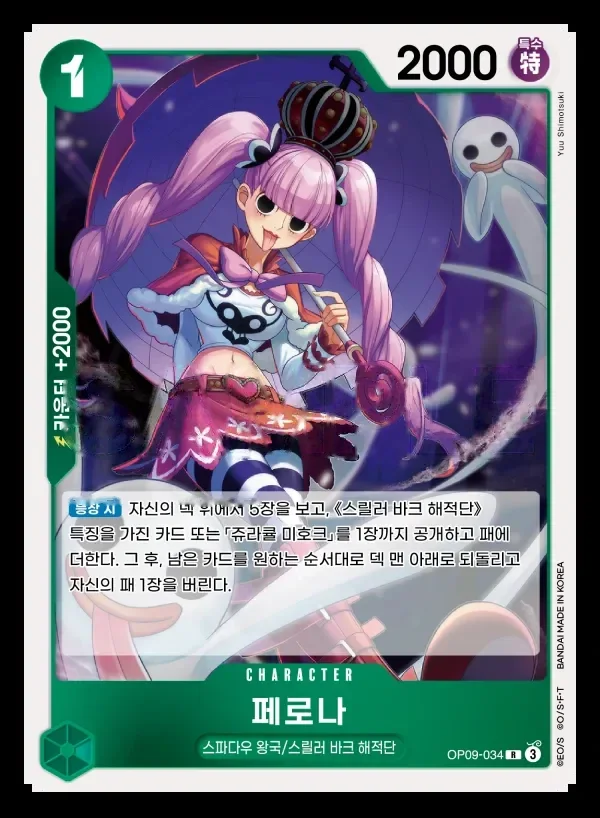 1
2000
특수
特
Yuu Shimotsuki
카운터 +2000
등장 시 자신의 덱 위에서 5장을 보고, 《스릴러 바크 해적단》
특징을 가진 카드 또는 「쥬라큘 미호크」를 1장까지 공개하고 패에
더한다. 그 후, 남은 카드를 원하는 순서대로 덱 맨 아래로 되돌리고
자신의 패 1장을 버린다.
CHARACTER
페로나
스파다우 왕국/스릴러 바크 해적단
OP09-034 R 3
©EO/S ©O/S·F·T BANDAI MADE IN KOREA